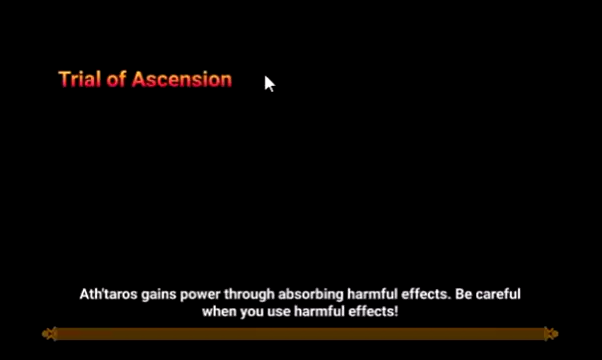 Trial of Ascension
Ath'taros gains power through absorbing harmful effects. Be careful
when you use harmful effects!